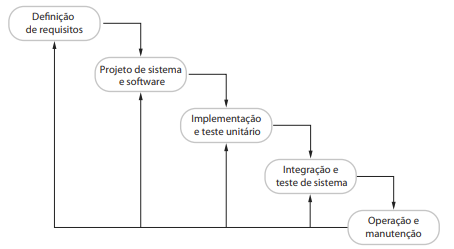 Definição
de requisitos
Projeto de sistema
e software
Implementação
e teste unitário
Integração e
teste de sistema
Operação e
manutenção